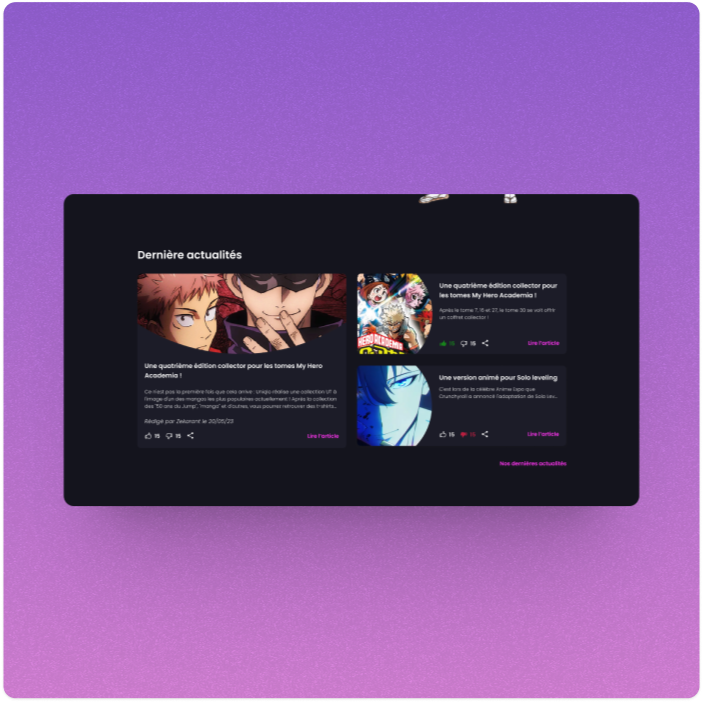 Dernière actualités
Une quatrième édition collector pour les tomes My Hero
Academia !
Ce n'est pas la première fois que cela arrive : Uniqlo réalise une collection UT à
l'image d'un des mangas les plus populaires actuellement ! Après la collection
des "50 ans du Jump", "manga" et d'autres, vous pourrez retrouver des t-shirts...
Rédigé par Zekorant le 20/05/23
15 15
Lire l'article
HERO ACADEMIA
Une quatrième édition collector pour
les tomes My Hero Academia !
Après le tome 7, 15 et 27, le tome 30 se voit offrir
un coffret collector !
15 15
Lire l'article
Une version animé pour Solo leveling
C'est lors de la célèbre Anime Expo que
Crunchyroll a annoncé l'adaptation de Solo Lev...
15 15
Lire l'article
Nos dernières actualités